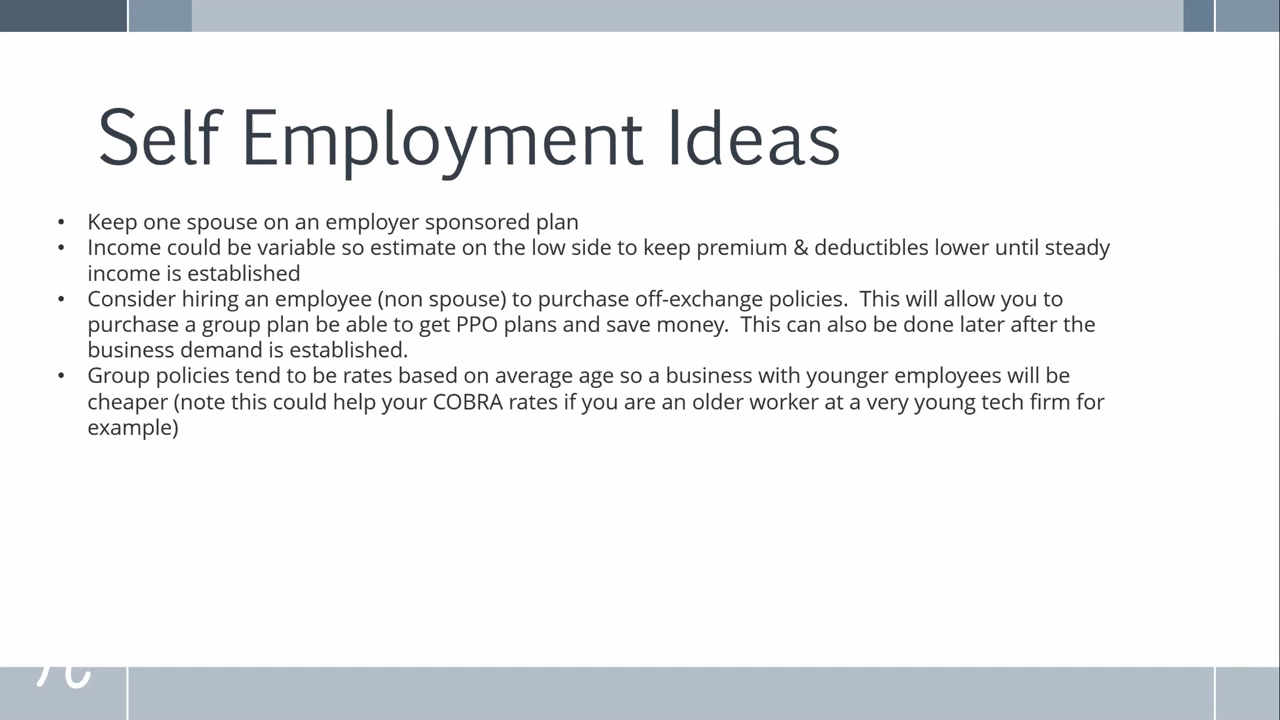 Self Employment Ideas
• Keep one spouse on an employer sponsored plan
• Income could be variable so estimate on the low side to keep premium & deductibles lower until steady
income is established
• Consider hiring an employee (non spouse) to purchase off-exchange policies.  This will allow you to
purchase a group plan be able to get PPO plans and save money.  This can also be done later after the
business demand is established.
• Group policies tend to be rates based on average age so a business with younger employees will be
cheaper (note this could help your COBRA rates if you are an older worker at a very young tech firm for
example)